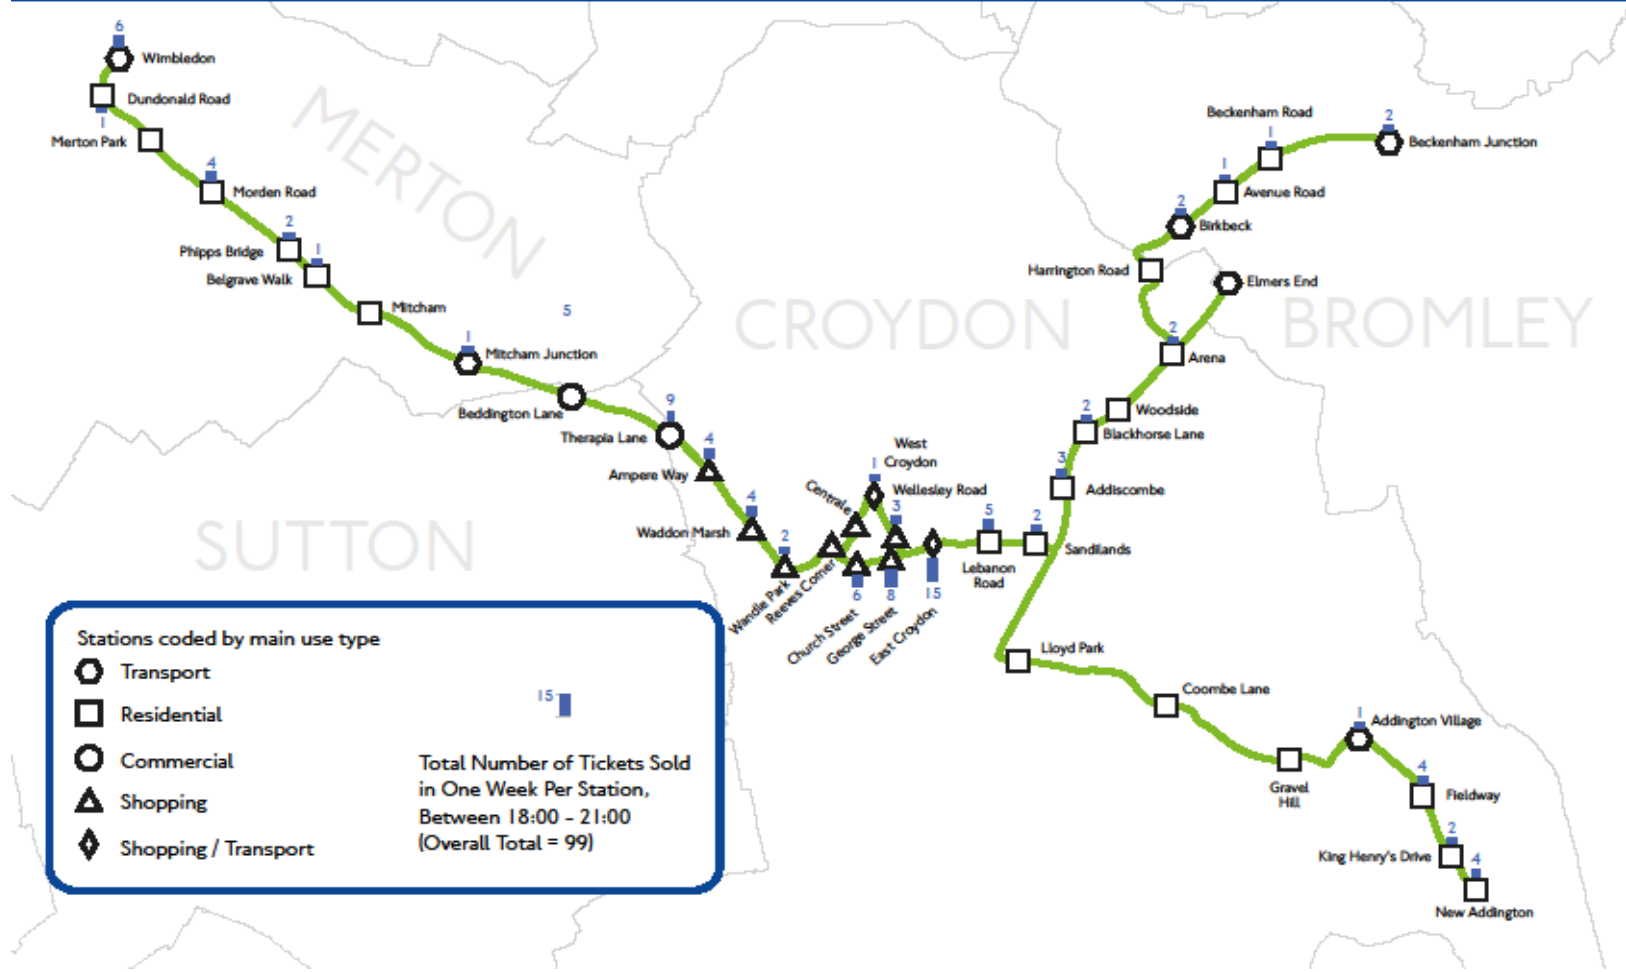 6
Wimbledon
Dundonald Road
1
Merton Park
4
Morden Road
2
Phipps Bridge
1
Belgrave Walk
Mitcham
5
1
Mitcham Junction
Beddington Lane
9
Therapia Lane
4
Ampere Way
4
Waddon Marsh
2
Wandle Park
Reeves Corner
Centrale
West
Croydon
1
Wellesley Road
3
6
Church Street
8
George Street
15
East Croydon
5
Lebanon
Road
2
Sandilands
3
Addiscombe
2
Blackhorse Lane
Woodside
2
Arena
Elmers End
Harrington Road
2
Birkbeck
1
Avenue Road
Beckenham Road
1
2
Beckenham Junction
Lloyd Park
Coombe Lane
Gravel
Hill
1
Addington Village
4
Fieldway
2
King Henry's Drive
4
New Addington
MERTON
CROYDON
BROMLEY
SUTTON
Stations coded by main use type
Transport
Residential
Commercial
Shopping
Shopping / Transport
15
Total Number of Tickets Sold
in One Week Per Station,
Between 18:00 - 21:00
(Overall Total = 99)